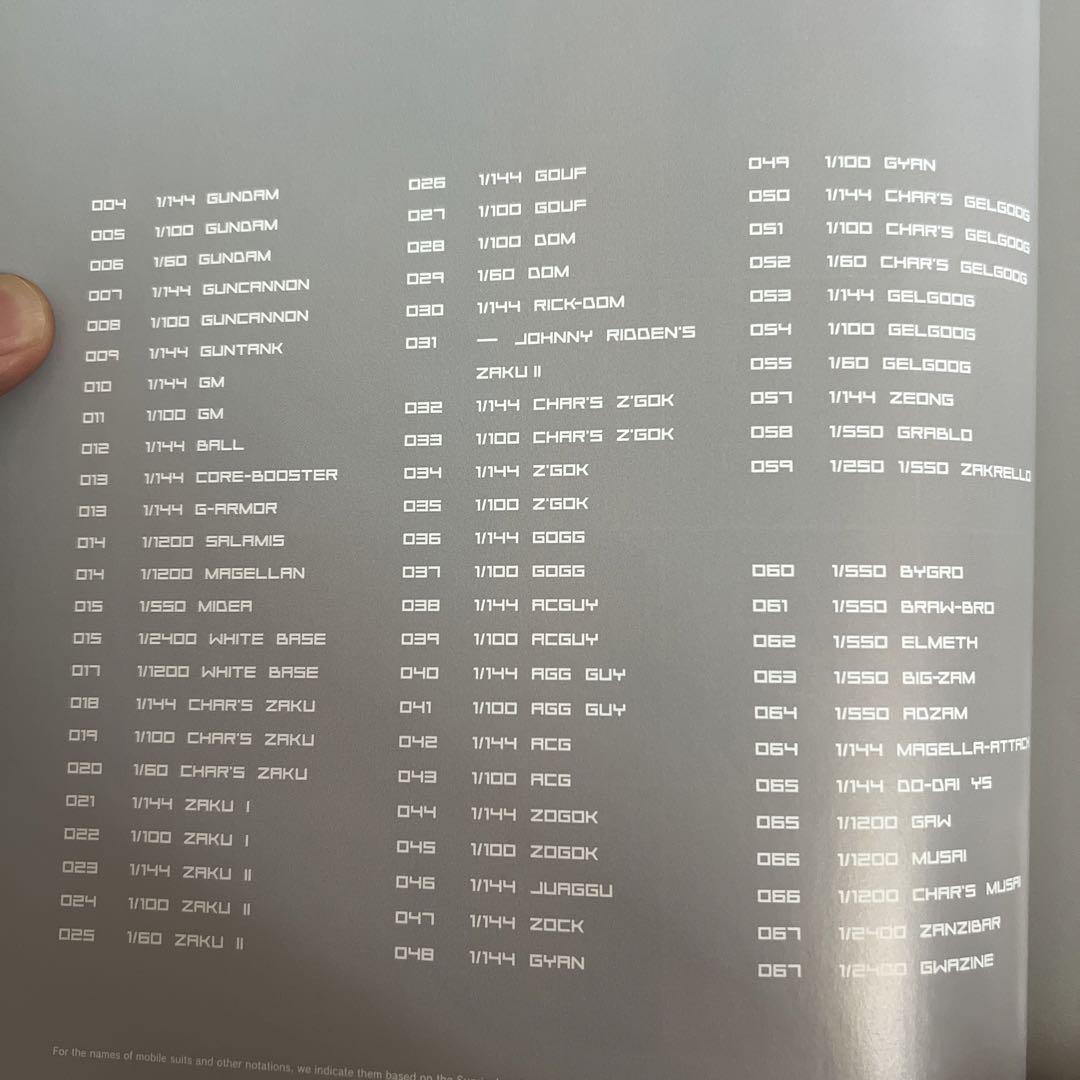 004 1/144 GUNDAM
005 1/100 GUNDAM
006 1/60 GUNDAM
007 1/144 GUNCANNON
008 1/100 GUNCANNON
009 1/144 GUNTANK
010 1/144 GM
011 1/100 GM
012 1/144 BALL
013 1/144 CORE-BOOSTER
013 1/144 G-ARMOR
014 1/1200 SALAMIS
014 1/1200 MAGELLAN
015 1/550 MIDEA
015 1/2400 WHITE BASE
017 1/1200 WHITE BASE
018 1/144 CHAR'S ZAKU
019 1/100 CHAR'S ZAKU
020 1/60 CHAR'S ZAKU
021 1/144 ZAKU I
022 1/100 ZAKU I
023 1/144 ZAKU II
024 1/100 ZAKU II
025 1/60 ZAKU II
026 1/144 GOUF
027 1/100 GOUF
028 1/100 DOM
029 1/60 DOM
030 1/144 RICK-DOM
031 — JOHNNY RIDDEN'S
ZAKU II
032 1/144 CHAR'S Z'GOK
033 1/100 CHAR'S Z'GOK
034 1/144 Z'GOK
035 1/100 Z'GOK
036 1/144 GOGG
037 1/100 GOGG
038 1/144 ACGUY
039 1/100 ACGUY
040 1/144 AGG GUY
041 1/100 AGG GUY
042 1/144 ACG
043 1/100 ACG
044 1/144 ZOGOK
045 1/100 ZOGOK
046 1/144 JUAGGU
047 1/144 ZOCK
048 1/144 GYAN
049 1/100 GYAN
050 1/144 CHAR'S GELGOOG
051 1/100 CHAR'S GELGOOG
052 1/60 CHAR'S GELGOOG
053 1/144 GELGOOG
054 1/100 GELGOOG
055 1/60 GELGOOG
057 1/144 ZEONG
058 1/550 GRABLO
059 1/250 1/550 ZAKRELLO
060 1/550 BYGRO
061 1/550 BRAW-BRO
062 1/550 ELMETH
063 1/550 BIG-ZAM
064 1/550 ADZAM
064 1/144 MAGELLA-ATTACK
065 1/144 DO-DAI YS
065 1/1200 GAW
066 1/1200 MUSAI
066 1/1200 CHAR'S MUSAI
067 1/2400 ZANZIBAR
067 1/2400 GWAZINE
For the names of mobile suits and other notations, we indicate them based on the